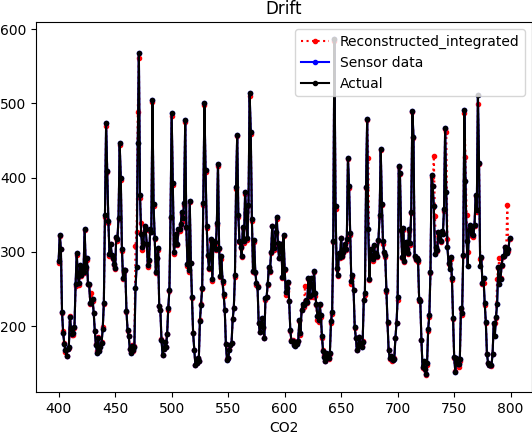 Drift
600
500
400
300
200
Reconstructed_integrated
Sensor data
Actual
400 450 500 550 600 650 700 750 800
CO2